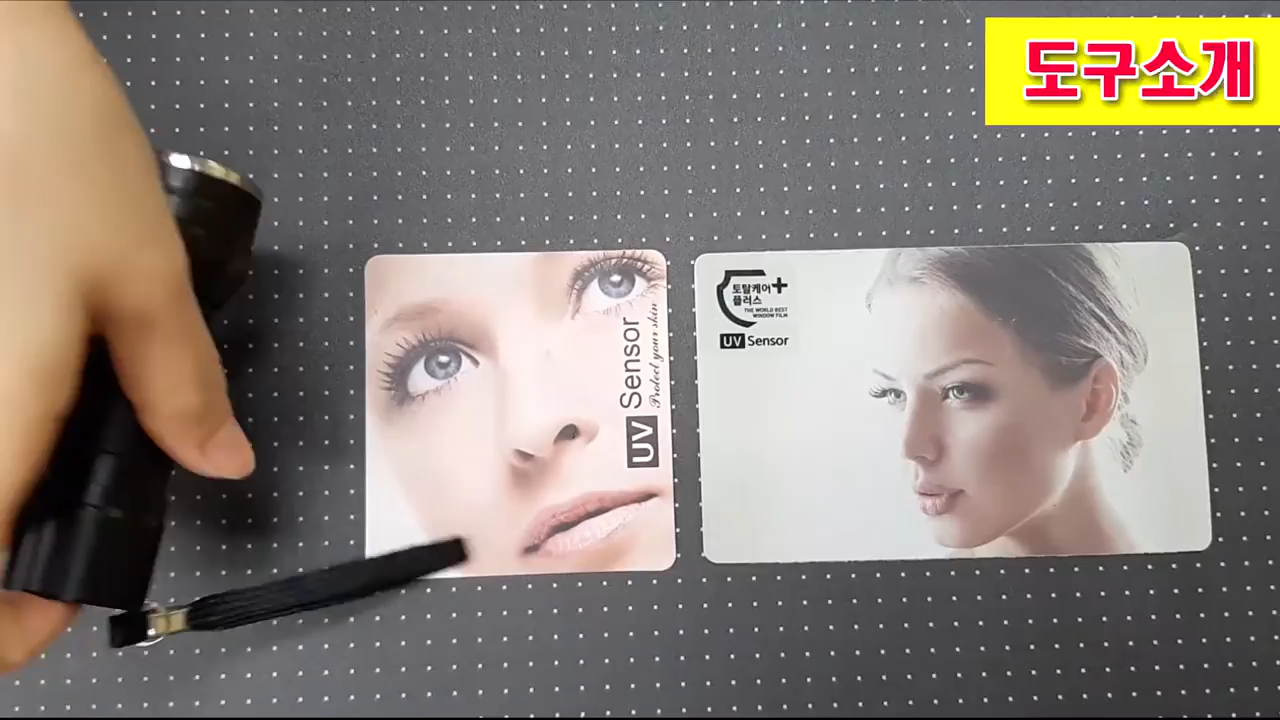 도구소개
UV Sensor
Protect your skin
토탈케어+
플러스
THE WORLD BEST
WINDOW FILM
UV Sensor